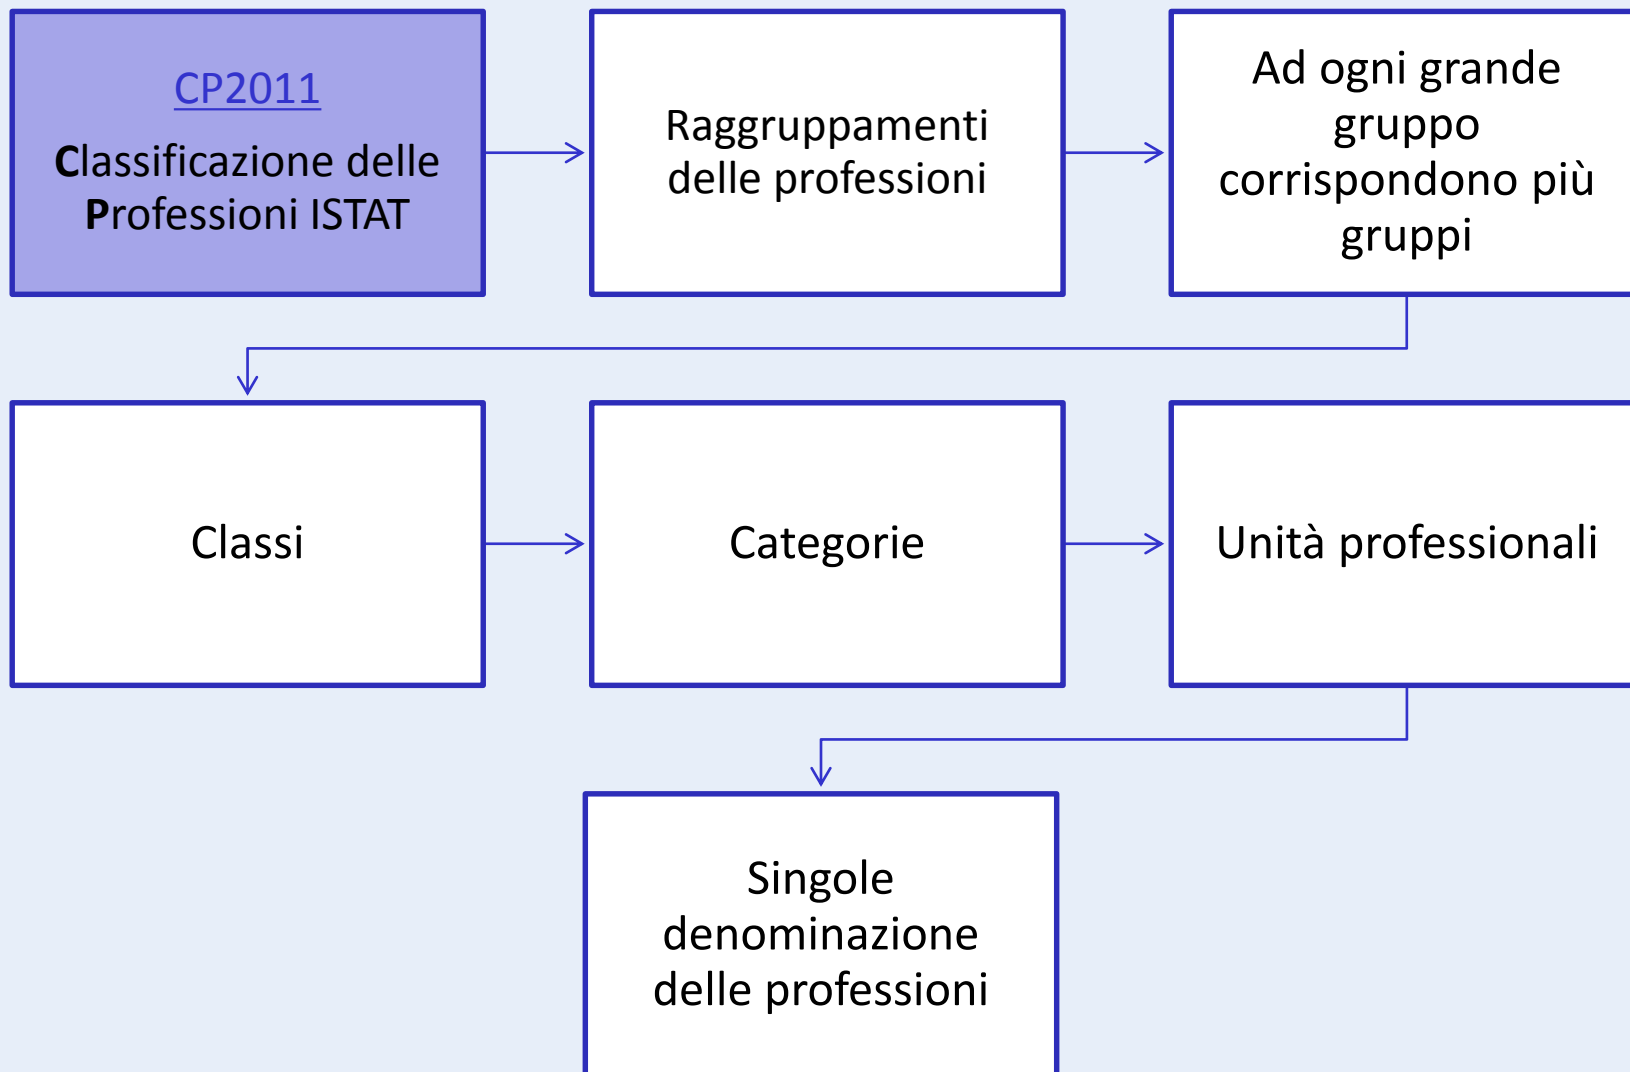 CP2011
Classificazione delle
Professioni ISTAT
Raggruppamenti
delle professioni
Ad ogni grande
gruppo
corrispondono più
gruppi
Classi
Categorie
Unità professionali
Singole
denominazione
delle professioni